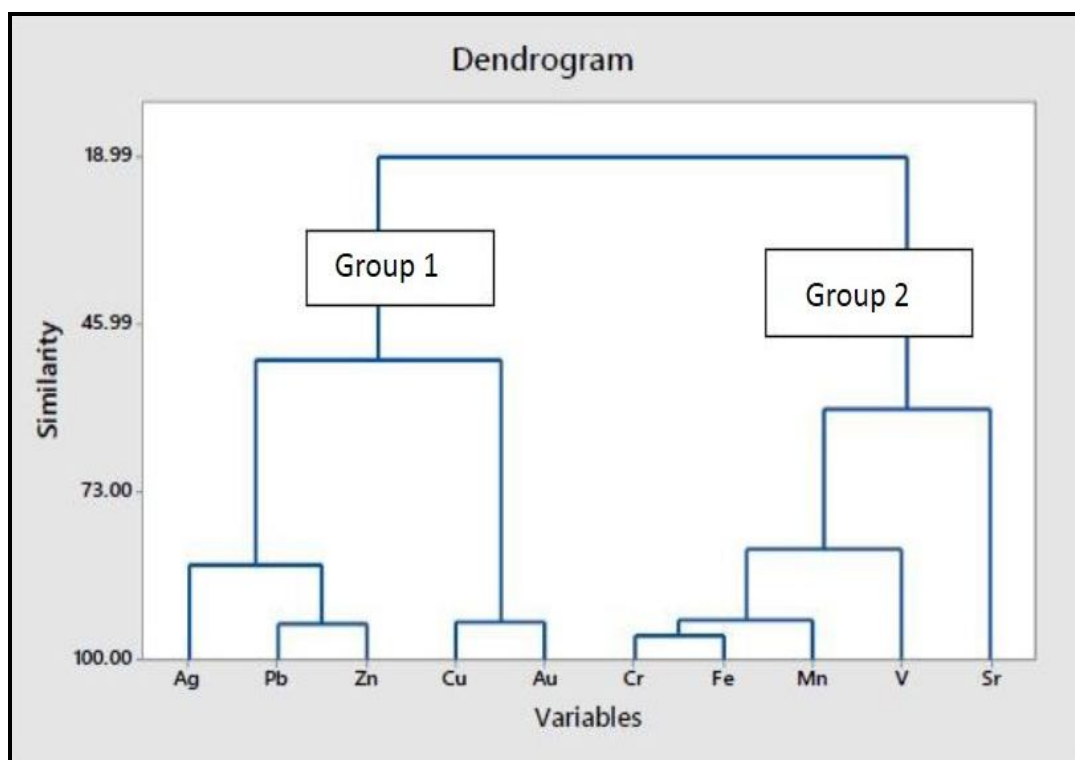 Dendrogram
18.99
Group 1
Group 2
45.99
Similarity
73.00
100.00
Ag Pb Zn Cu Au Cr Fe Mn V Sr
Variables